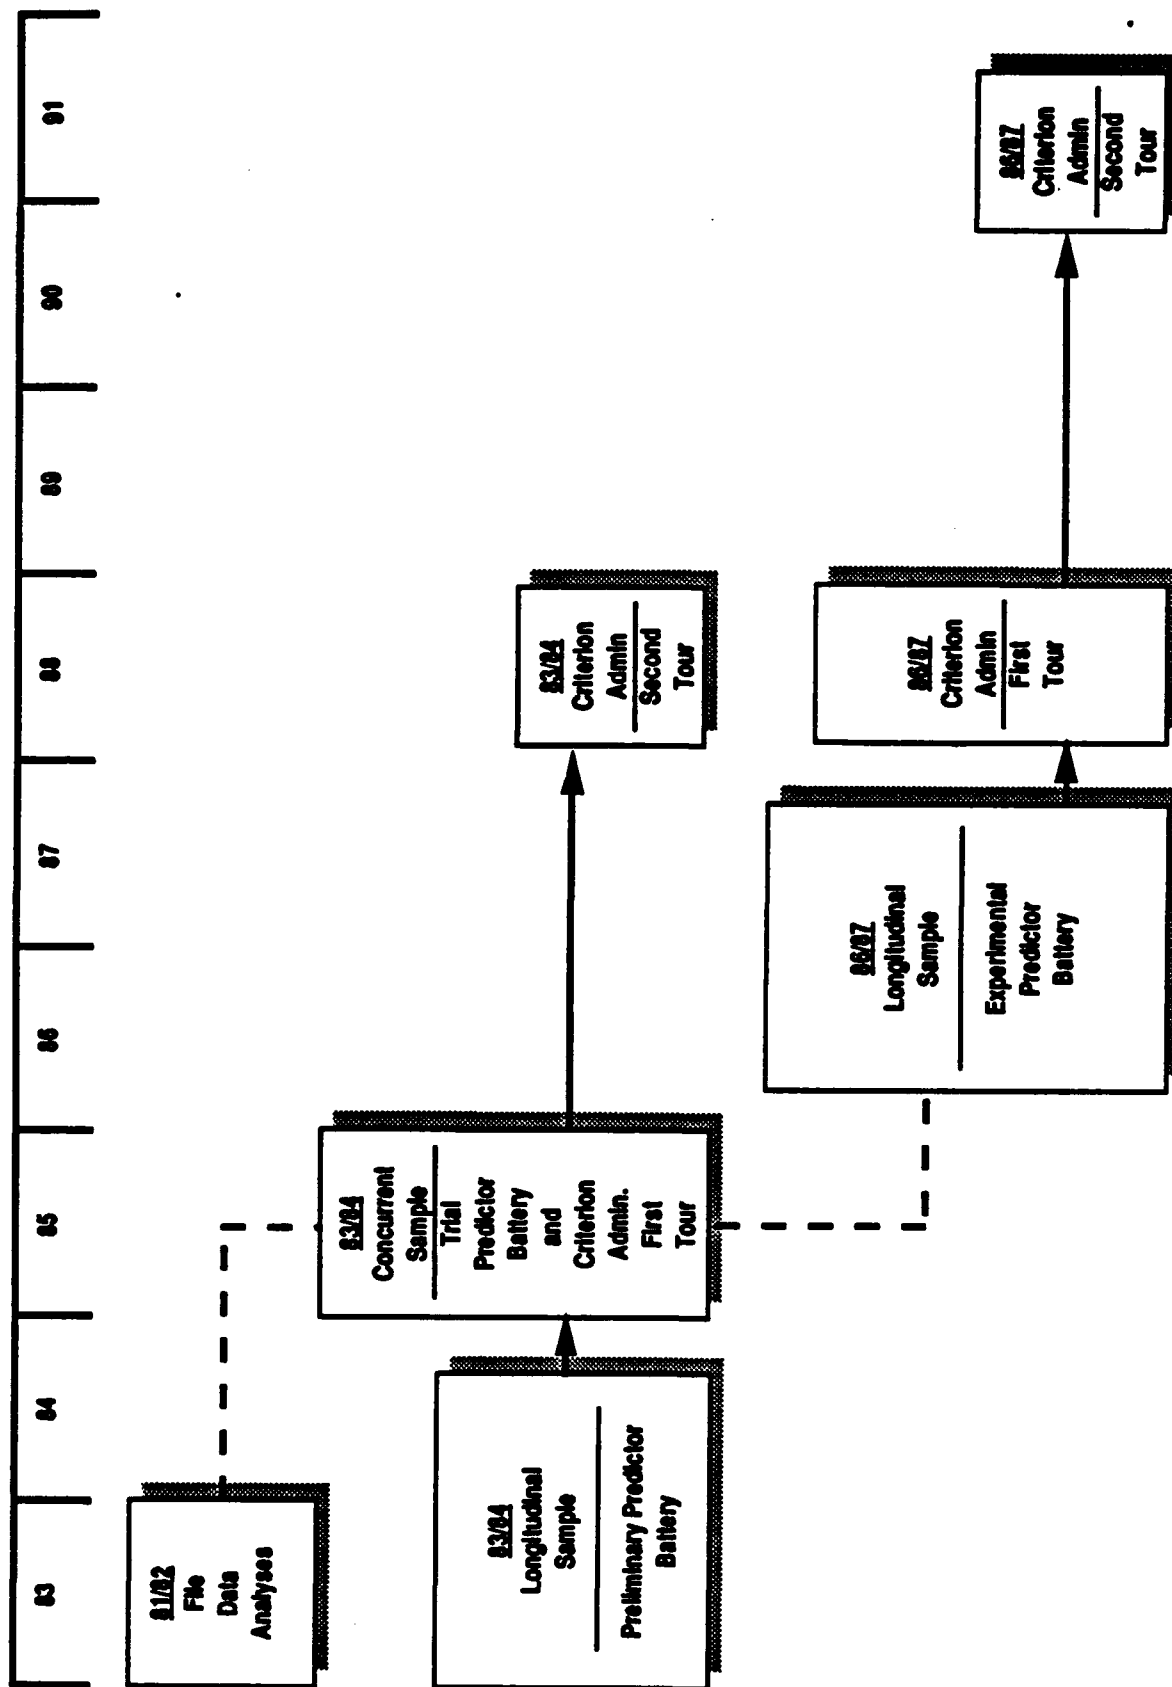 83
84
85
86
87
88
89
90
91
81/82
File
Data
Analyses
83/84
Longitudinal
Sample
Preliminary Predictor
Battery
83/84
Concurrent
Sample
Trial
Predictor
Battery
and
Criterion
Admin.
First
Tour
83/84
Criterion
Admin
Second
Tour
86/87
Longitudinal
Sample
Experimental
Predictor
Battery
86/87
Criterion
Admin
First
Tour
86/87
Criterion
Admin
Second
Tour